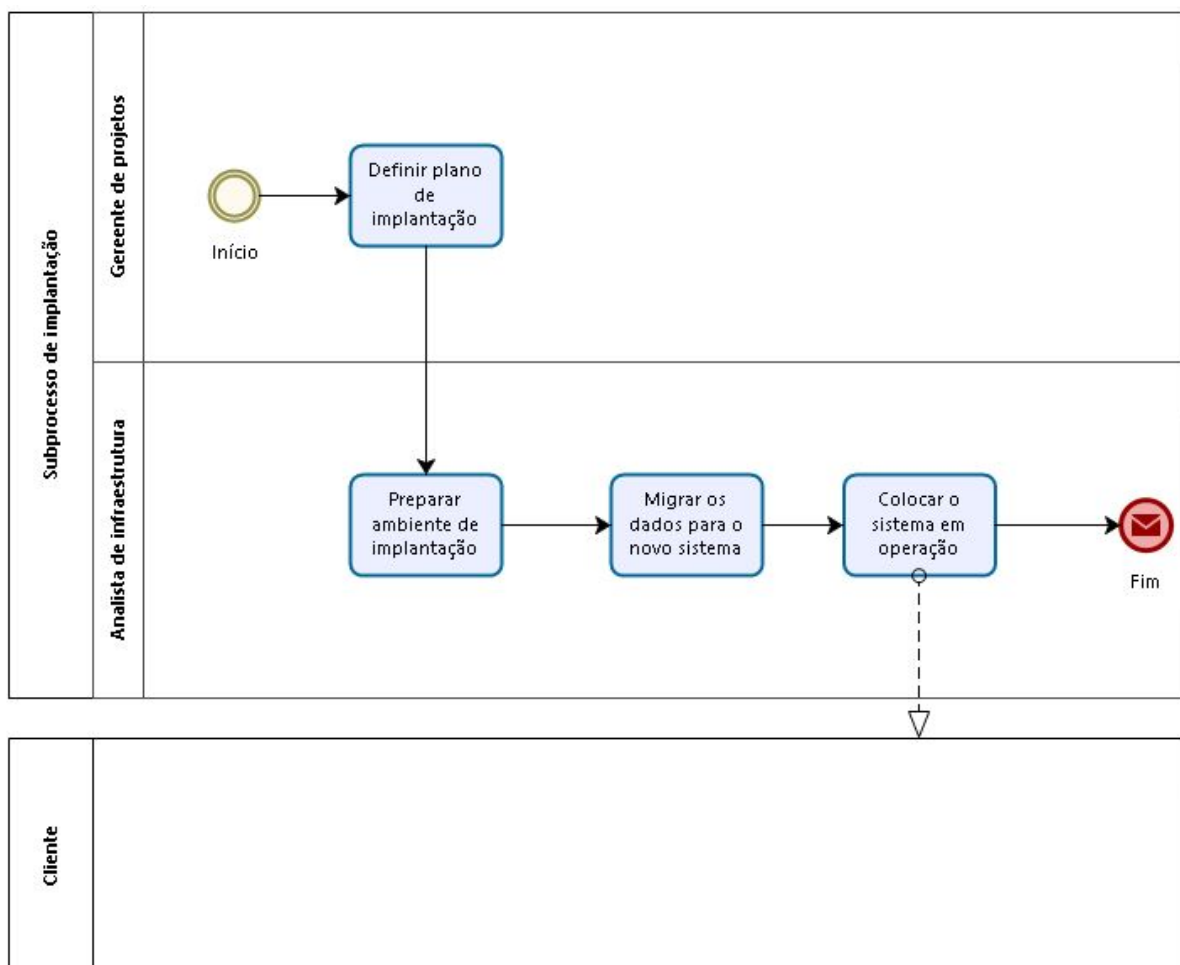 Subprocesso de implantação
Gereente de projetos
Início
Definir plano
de
implantação
Analista de infraestrutura
Preparar
ambiente de
implantação
Migrar os
dados para o
novo sistema
Colocar o
sistema em
operação
Fim
Cliente